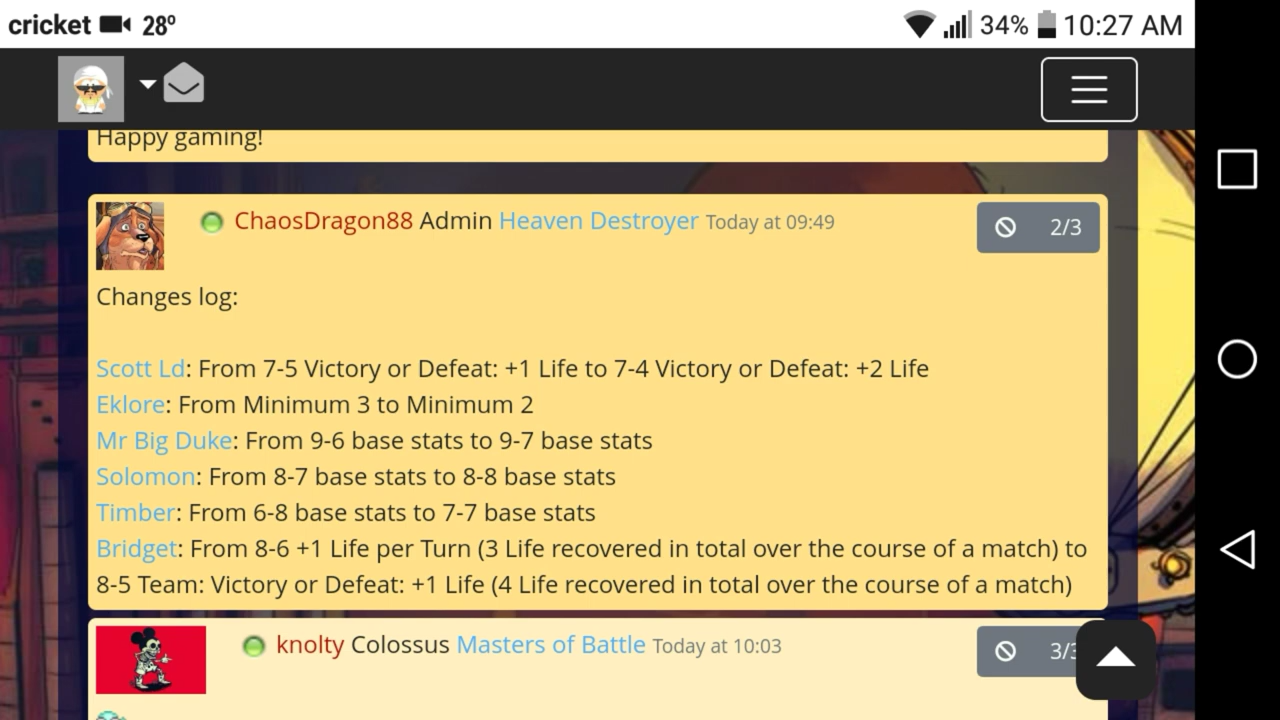 cricket 28° 34% 10:27 AM
Happy gaming!
ChaosDragon88 Admin Heaven Destroyer Today at 09:49 2/3
Changes log:
Scott Ld: From 7-5 Victory or Defeat: +1 Life to 7-4 Victory or Defeat: +2 Life
Eklore: From Minimum 3 to Minimum 2
Mr Big Duke: From 9-6 base stats to 9-7 base stats
Solomon: From 8-7 base stats to 8-8 base stats
Timber: From 6-8 base stats to 7-7 base stats
Bridget: From 8-6 +1 Life per Turn (3 Life recovered in total over the course of a match) to
8-5 Team: Victory or Defeat: +1 Life (4 Life recovered in total over the course of a match)
knolty Colossus Masters of Battle Today at 10:03 3/3